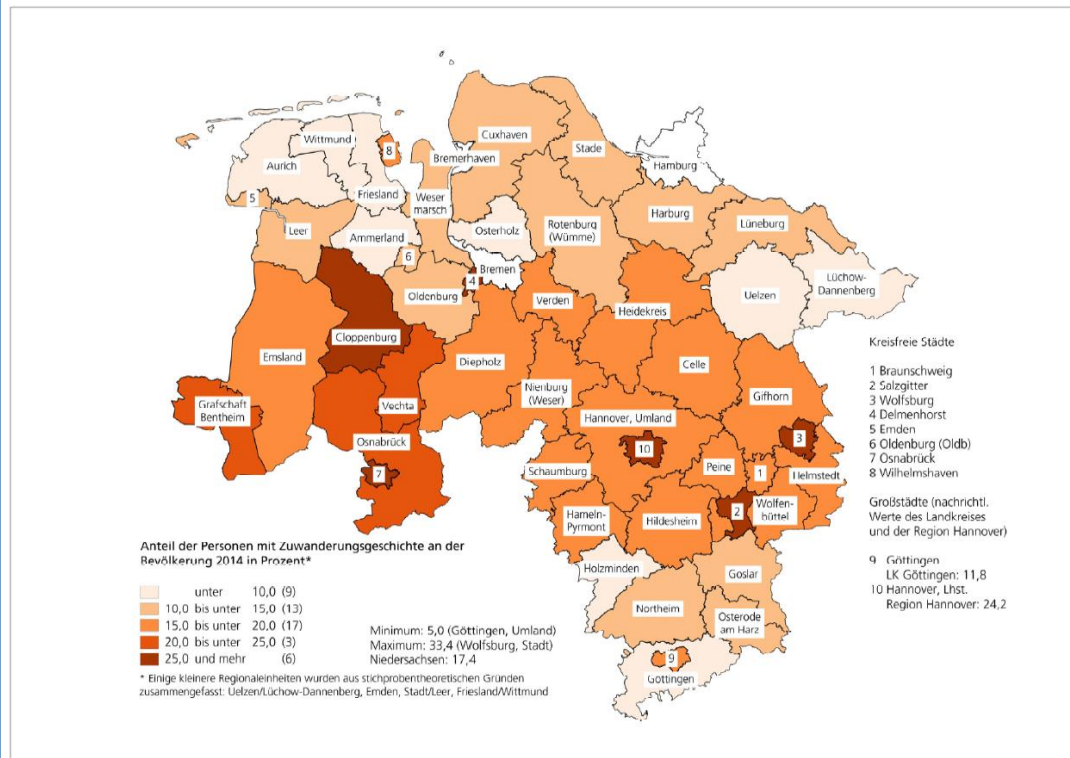 Wittmund
Aurich
8
Cuxhaven
Bremerhaven
Stade
Hamburg
5
Friesland
Weser
marsch
Leer
Ammerland
Osterholz
Rotenburg
(Wümme)
Harburg
Lüneburg
6
4
Bremen
Oldenburg
Verden
Heidekreis
Uelzen
Lüchow-
Dannenberg
Cloppenburg
Emsland
Diepholz
Celle
Nienburg
(Weser)
Gifhorn
Grafschaft
Bentheim
Vechta
Hannover, Umland
Osnabrück
7
10
3
Schaumburg
Peine
1
Helmstedt
Hameln-
Pyrmont
Hildesheim
2
Wolfen-
büttel
Holzminden
Goslar
Northeim
Osterode
am Harz
9
Göttingen
Kreisfreie Städte
1 Braunschweig
2 Salzgitter
3 Wolfsburg
4 Delmenhorst
5 Emden
6 Oldenburg (Oldb)
7 Osnabrück
8 Wilhelmshaven
Großstädte (nachrichtl.
Werte des Landkreises
und der Region Hannover)
9 Göttingen
LK Göttingen: 11,8
10 Hannover, Lhst.
Region Hannover: 24,2
Anteil der Personen mit Zuwanderungsgeschichte an der
Bevölkerung 2014 in Prozent*
unter 10,0 (9)
10,0 bis unter 15,0 (13)
15,0 bis unter 20,0 (17)
20,0 bis unter 25,0 (3)
25,0 und mehr (6)
Minimum: 5,0 (Göttingen, Umland)
Maximum: 33,4 (Wolfsburg, Stadt)
Niedersachsen: 17,4
* Einige kleinere Regionaleinheiten wurden aus stichprobentheoretischen Gründen
zusammengefasst: Uelzen/Lüchow-Dannenberg, Emden, Stadt/Leer, Friesland/Wittmund